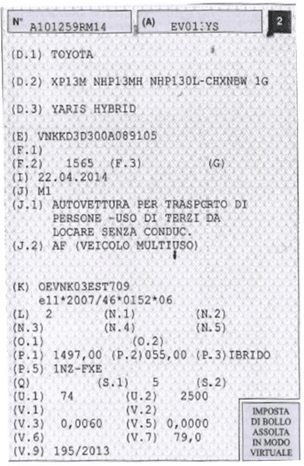 N° A101259RM14 (A) EV011YS 2
(D.1) TOYOTA
(D.2) XP13M NHP13MH NHP130L-CHXNBW 1G
(D.3) YARIS HYBRID
(E) VNKKD3D300A089105
(F.1)
(F.2) 1565 (F.3) (G)
(I) 22.04.2014
(J) M1
(J.1) AUTOVETTURA PER TRASPORTO DI
PERSONE -USO DI TERZI DA
LOCARE SENZA CONDUC.
(J.2) AF (VEICOLO MULTIUSO)
(K) OEVNK03EST709
e11*2007/46*0152*06
(L) 2 (N.1) (N.2)
(N.3) (N.4) (N.5)
(O.1) (O.2)
(P.1) 1497,00 (P.2)055,00 (P.3)IBRIDO
(P.5) 1NZ-FXE
(Q) (S.1) 5 (S.2)
(U.1) 74 (U.2) 2500
(V.1) (V.2)
(V.3) 0,0060 (V.5) 0,0000
(V.6) (V.7) 79,0
(V.9) 195/2013
IMPOSTA
DI BOLLO
ASSOLTA
IN MODO
VIRTUALE